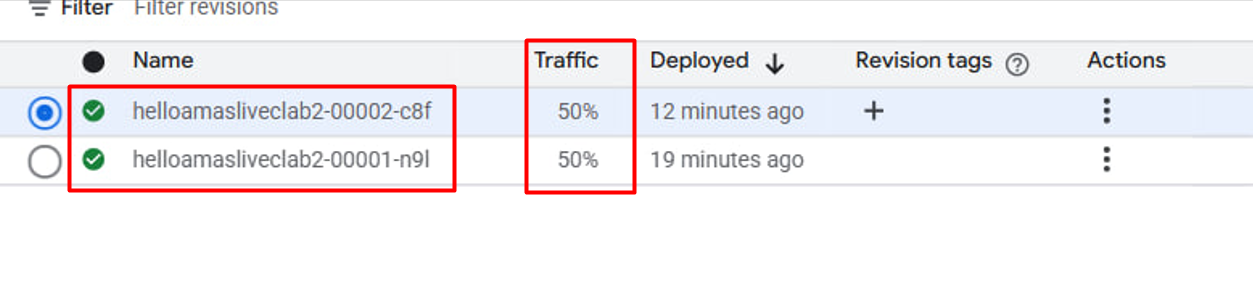 Filter Filter revisions
Name Traffic Deployed Revision tags Actions
helloamasliveclab2-00002-c8f 50% 12 minutes ago
helloamasliveclab2-00001-n9l 50% 19 minutes ago